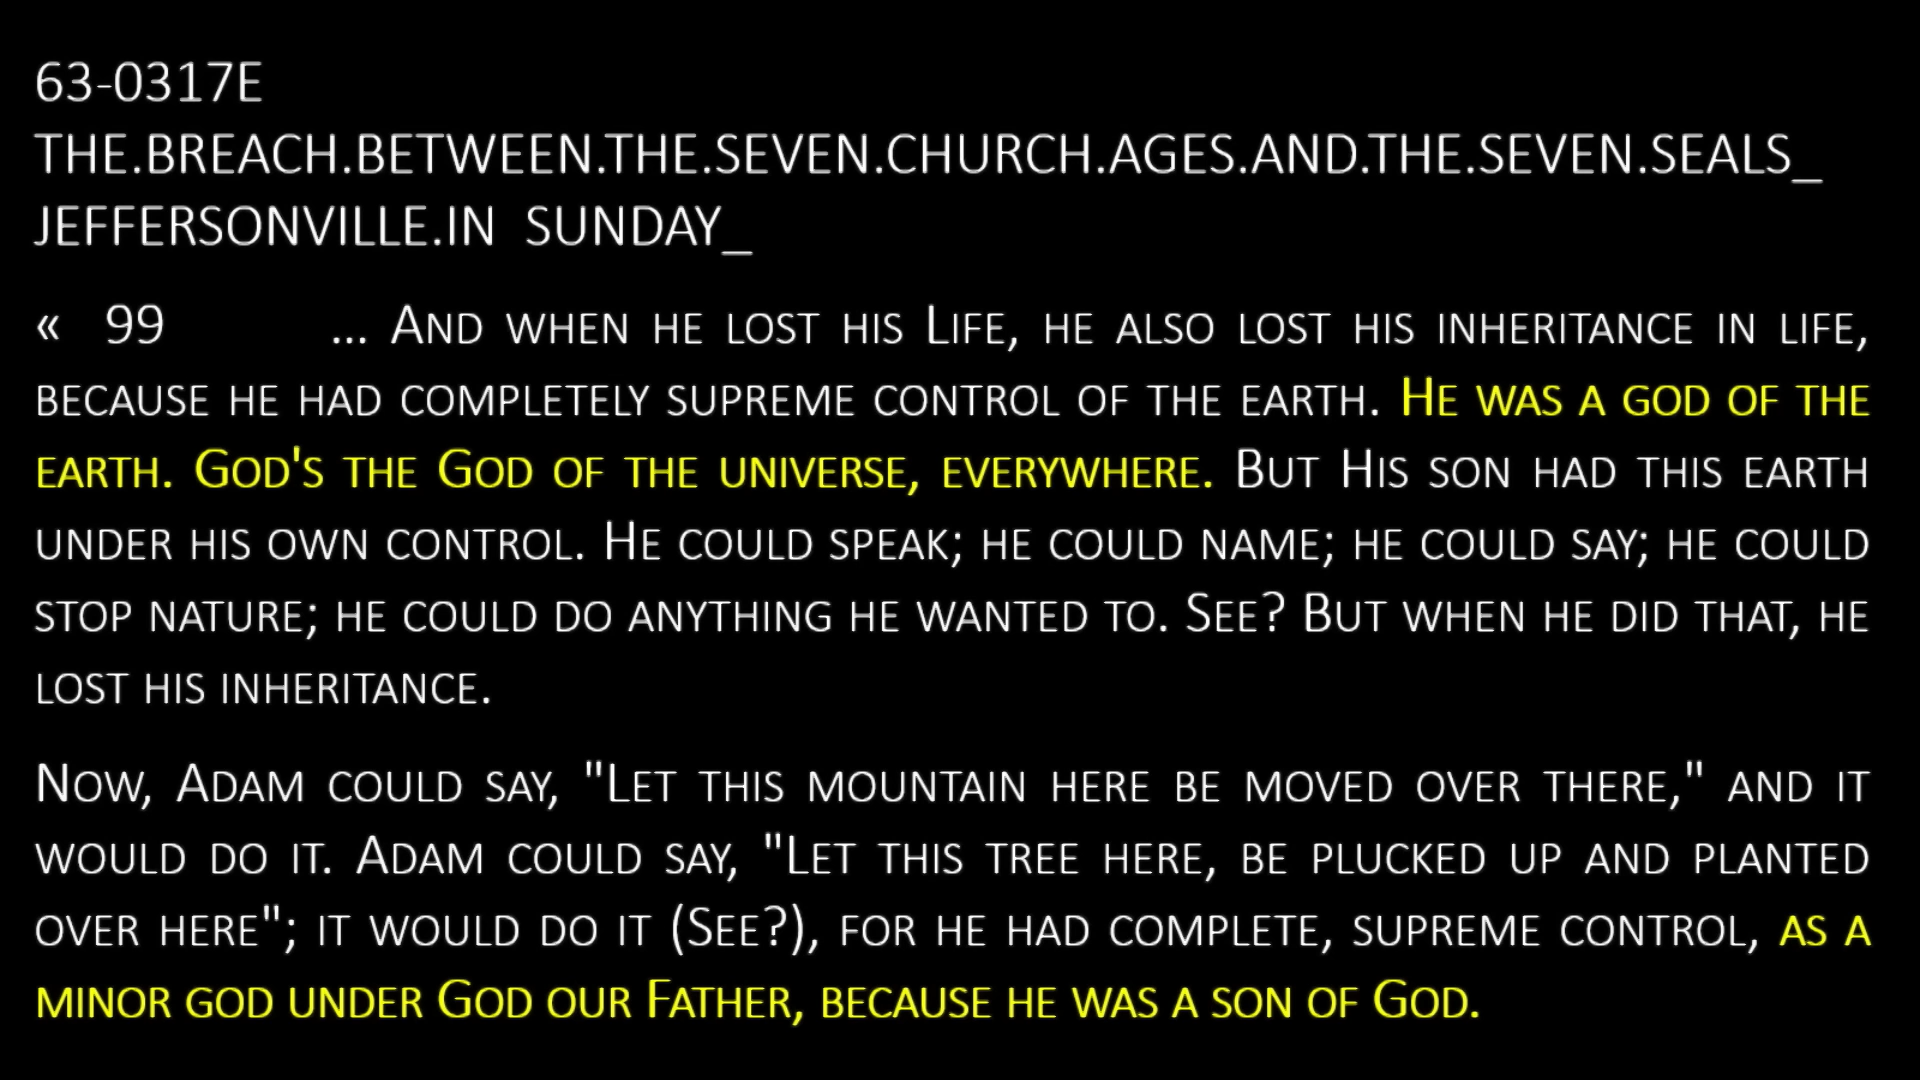 63-0317E
THE.BREACH.BETWEEN.THE.SEVEN.CHURCH.AGES.AND.THE.SEVEN.SEALS_
JEFFERSONVILLE.IN SUNDAY_
« 99 ... And when he lost his Life, he also lost his inheritance in life,
because he had completely supreme control of the earth. He was a god of the
earth. God's the God of the universe, everywhere. But His son had this earth
under his own control. He could speak; he could name; he could say; he could
stop nature; he could do anything he wanted to. See? But when he did that, he
lost his inheritance.
Now, Adam could say, "Let this mountain here be moved over there," and it
would do it. Adam could say, "Let this tree here, be plucked up and planted
over here"; it would do it (See?), for he had complete, supreme control, as a
minor god under God our Father, because he was a son of God.